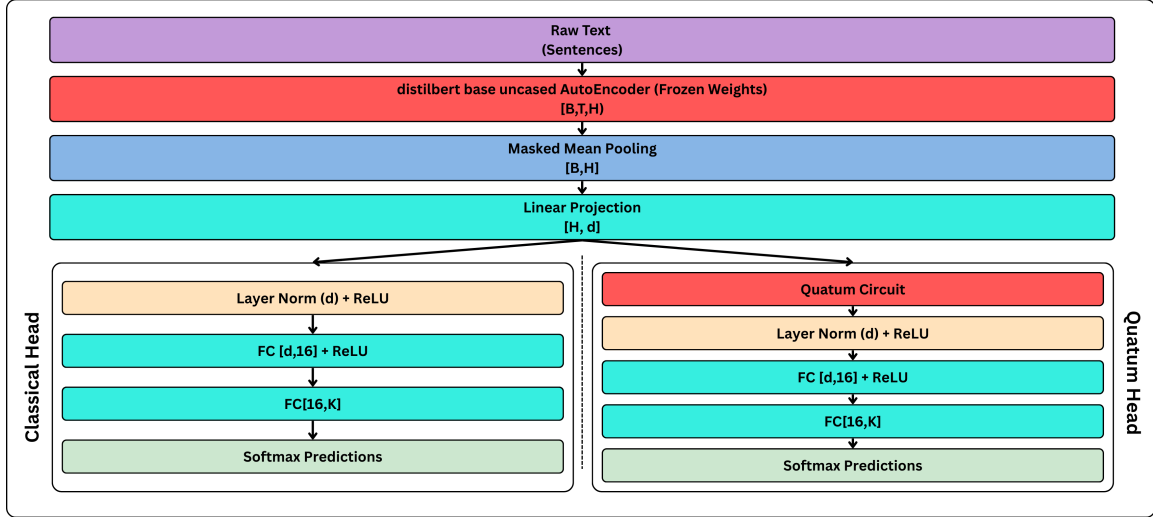 Raw Text
(Sentences)
distilbert base uncased AutoEncoder (Frozen Weights)
[B,T,H)
Masked Mean Pooling
[B,H]
Linear Projection
[H, d]
Classical Head
Layer Norm (d) + ReLU
FC [d,16] + ReLU
FC[16,K]
Softmax Predictions
Quatum Circuit
Layer Norm (d) + ReLU
FC [d,16] + ReLU
FC[16,K]
Softmax Predictions
Quatum Head